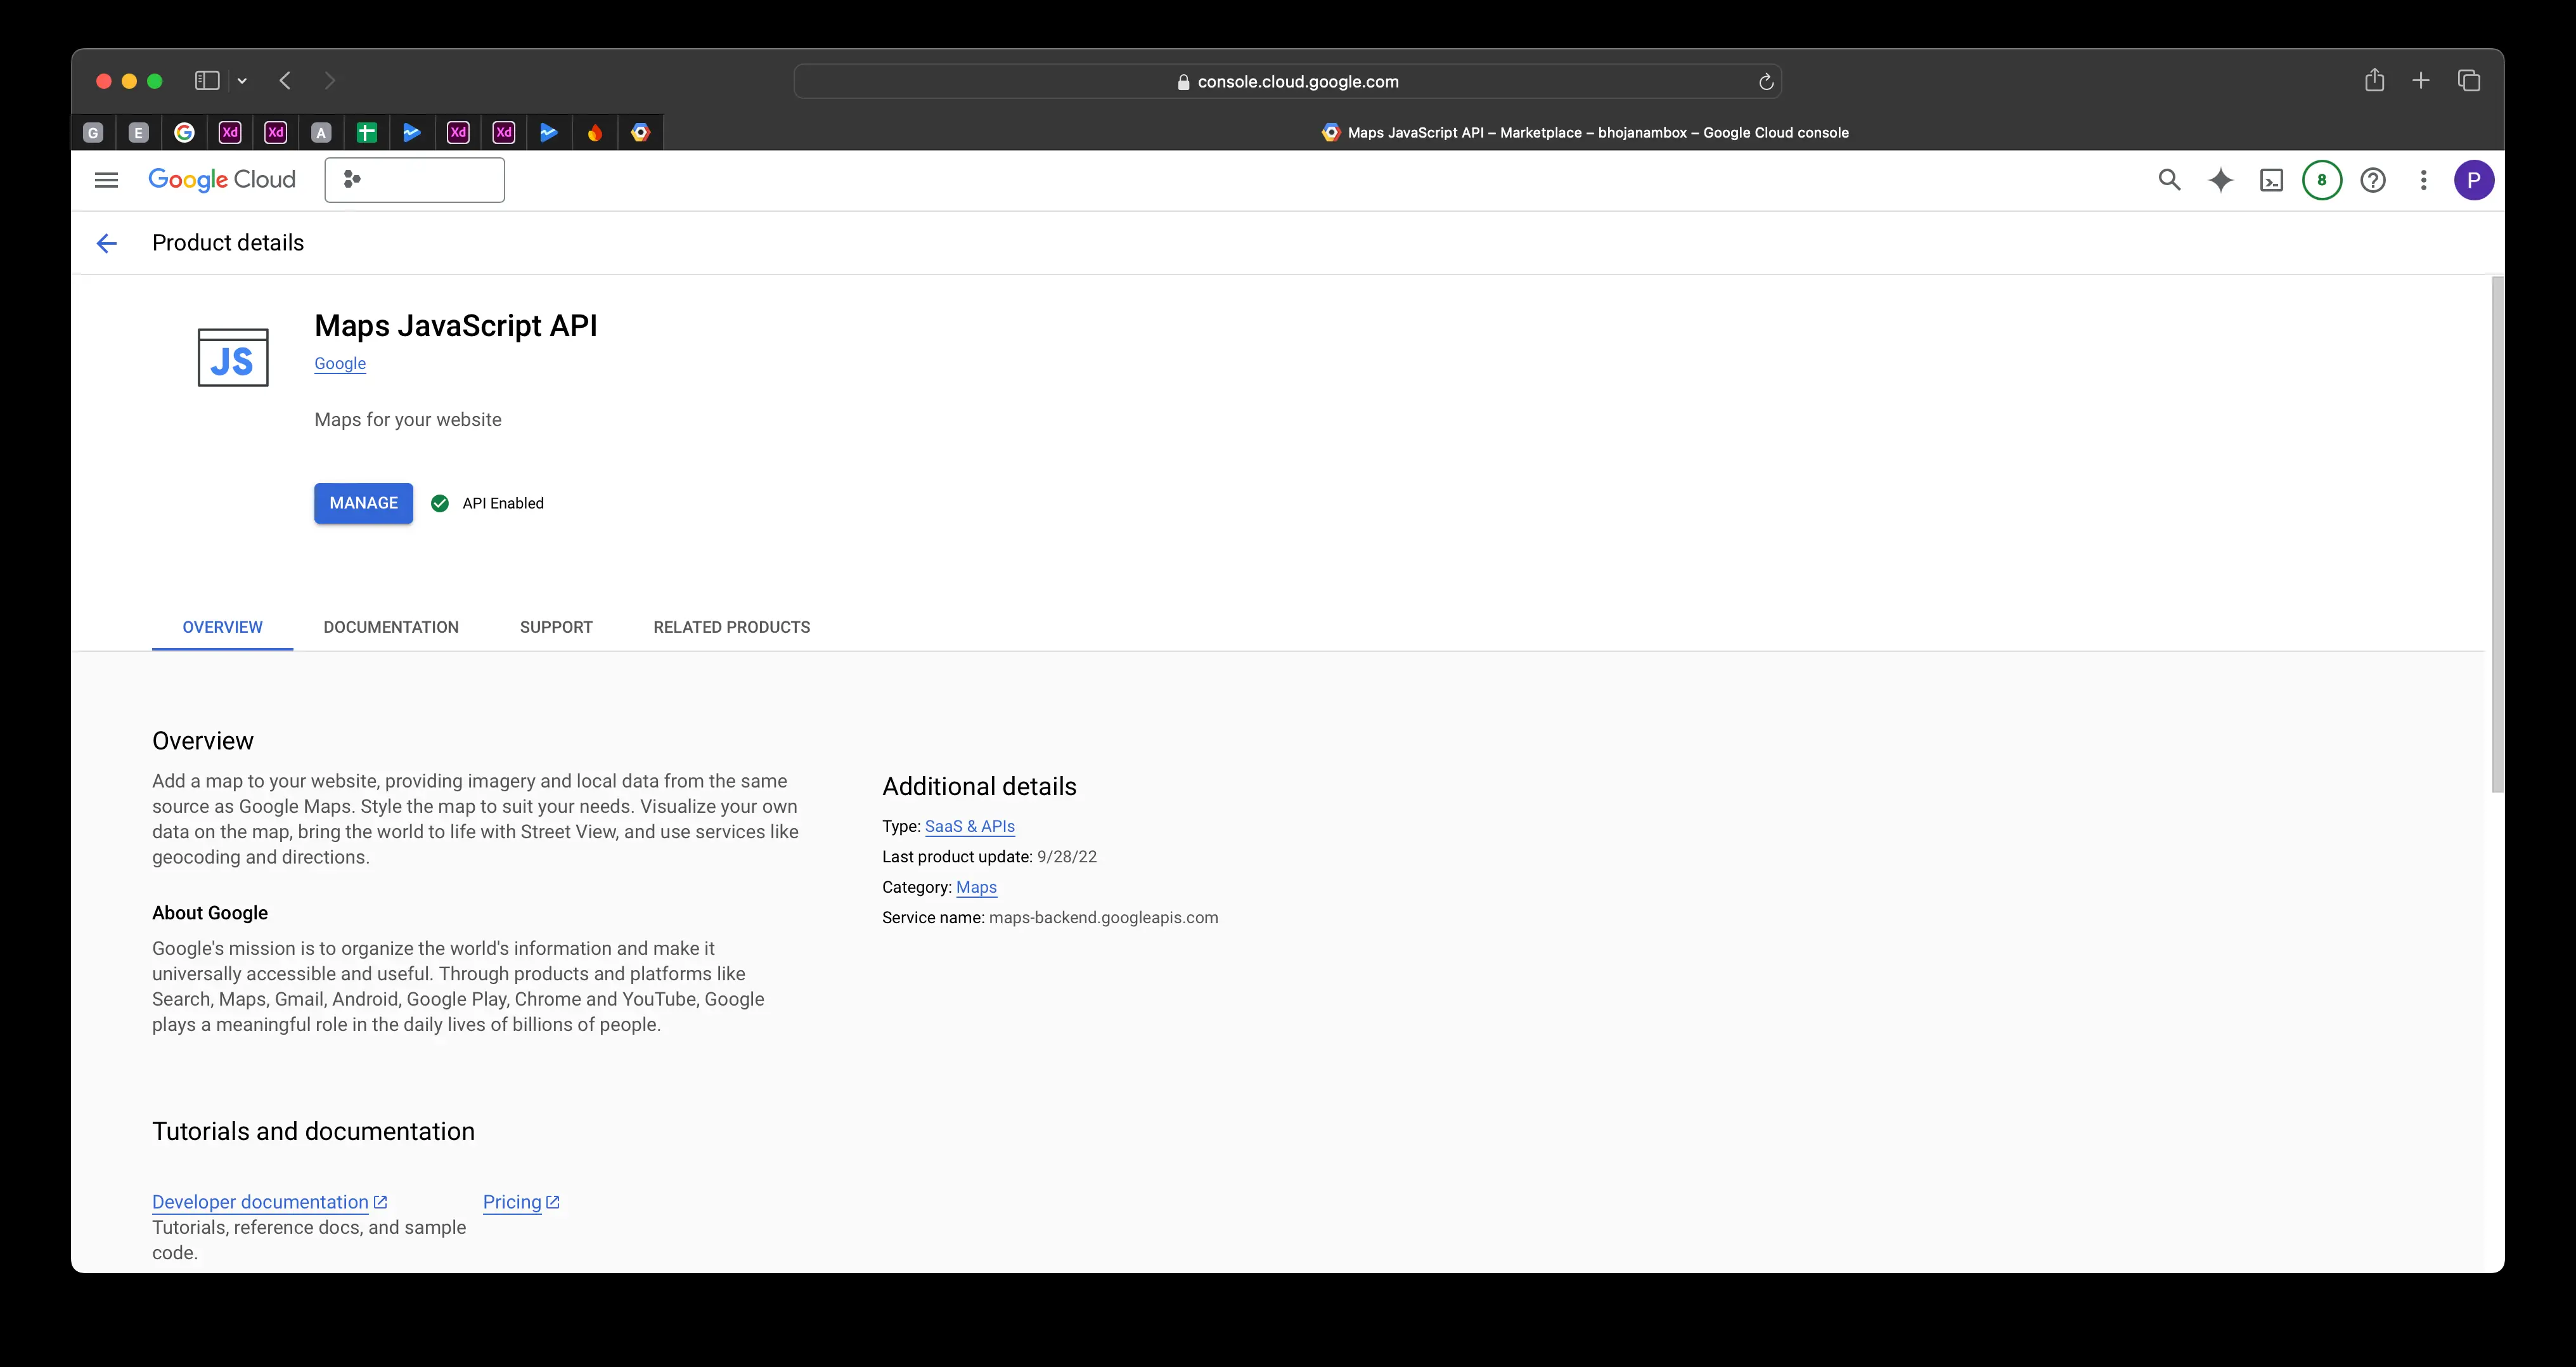 console.cloud.google.com
G
E
G
Xd
Xd
A
Xd
Xd
Maps JavaScript API – Marketplace – bhojanambox – Google Cloud console
Google Cloud
8
P
Product details
JS
Maps JavaScript API
Google
Maps for your website
MANAGE
API Enabled
OVERVIEW
DOCUMENTATION
SUPPORT
RELATED PRODUCTS
Overview
Add a map to your website, providing imagery and local data from the same
source as Google Maps. Style the map to suit your needs. Visualize your own
data on the map, bring the world to life with Street View, and use services like
geocoding and directions.
About Google
Google's mission is to organize the world's information and make it
universally accessible and useful. Through products and platforms like
Search, Maps, Gmail, Android, Google Play, Chrome and YouTube, Google
plays a meaningful role in the daily lives of billions of people.
Additional details
Type: SaaS & APIs
Last product update: 9/28/22
Category: Maps
Service name: maps-backend.googleapis.com
Tutorials and documentation
Developer documentation
Tutorials, reference docs, and sample
code.
Pricing